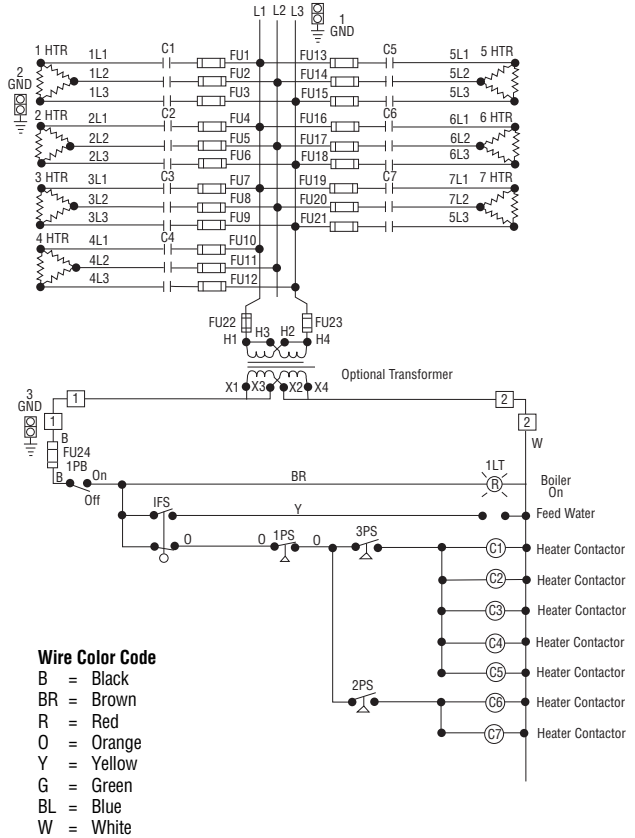 L1 L2 L3 1 GND
1 HTR 1L1 C1 FU1 FU13 C5 5L1 5 HTR
2 GND 1L2 FU2 FU14 5L2
1L3 FU3 FU15 5L3
2 HTR 2L1 C2 FU4 FU16 C6 6L1 6 HTR
2L2 FU5 FU17 6L2
2L3 FU6 FU18 6L3
3 HTR 3L1 C3 FU7 FU19 C7 7L1 7 HTR
3L2 FU8 FU20 7L2
3L3 FU9 FU21 5L3
4 HTR 4L1 C4 FU10
4L2 FU11
4L3 FU12
FU22 FU23
H1 H3 H2 H4
Optional Transformer
X1 X3 X2 X4
3 GND 1 2
1 2
B W
FU24
1PB
B On BR 1LT R Boiler On
Off
IFS Y Feed Water
O O 1PS O 3PS C1 Heater Contactor
C2 Heater Contactor
C3 Heater Contactor
C4 Heater Contactor
C5 Heater Contactor
2PS C6 Heater Contactor
C7 Heater Contactor
Wire Color Code
B = Black
BR = Brown
R = Red
O = Orange
Y = Yellow
G = Green
BL = Blue
W = White